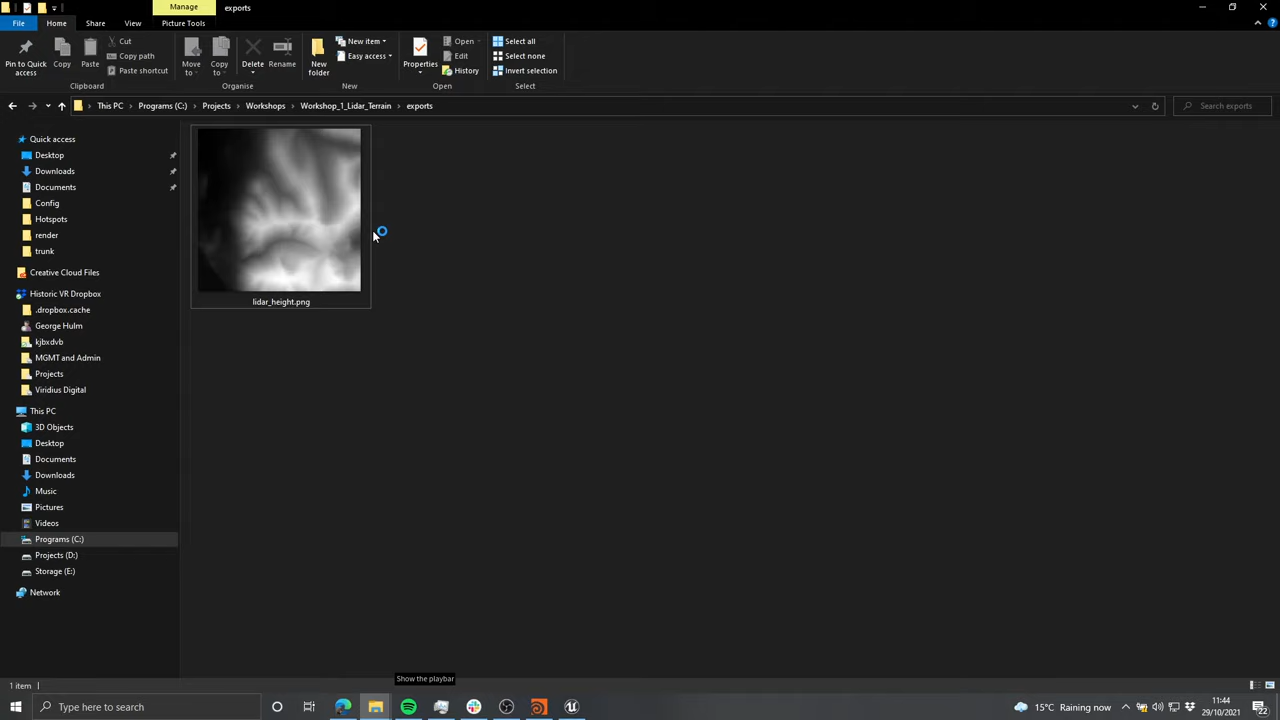 Manage
exports
File
Home
Share
View
Picture Tools
Pin to Quick access
Copy
Paste
Cut
Copy path
Paste shortcut
Clipboard
Move to
Copy to
Delete
Rename
Organise
New folder
New item
Easy access
New
Properties
Open
Edit
History
Open
Select all
Select none
Invert selection
Select
This PC
Programs (C:)
Projects
Workshops
Workshop_1_Lidar_Terrain
exports
Search exports
Quick access
Desktop
Downloads
Documents
Config
Hotspots
render
trunk
Creative Cloud Files
Historic VR Dropbox
.dropbox.cache
George Hulm
kjbxdvb
MGMT and Admin
Projects
Viridius Digital
This PC
3D Objects
Desktop
Documents
Downloads
Music
Pictures
Videos
Programs (C:)
Projects (D:)
Storage (E:)
Network
lidar_height.png
Show the playbar
1 item
Type here to search
15°C Raining now
11:44
29/10/2021
22